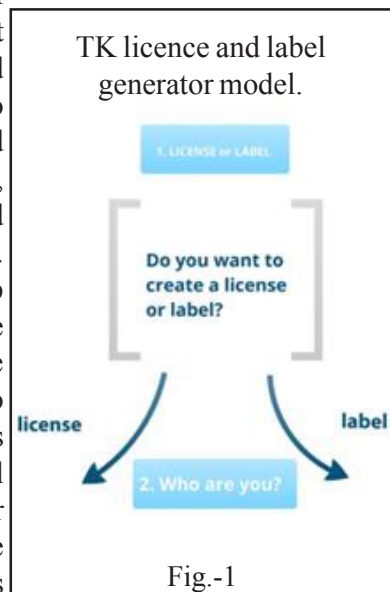 TK licence and label
generator model.
1. LICENSE or LABEL
Do you want to
create a license
or label?
license
label
2. Who are you?
Fig.-1